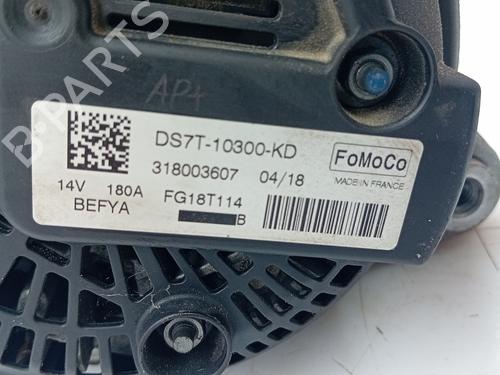 B-PARTS
AP+
DS7T-10300-KD
FoMoCo
318003607 04/18
MADE IN FRANCE
14V 180A FG18T114
BEFYA B